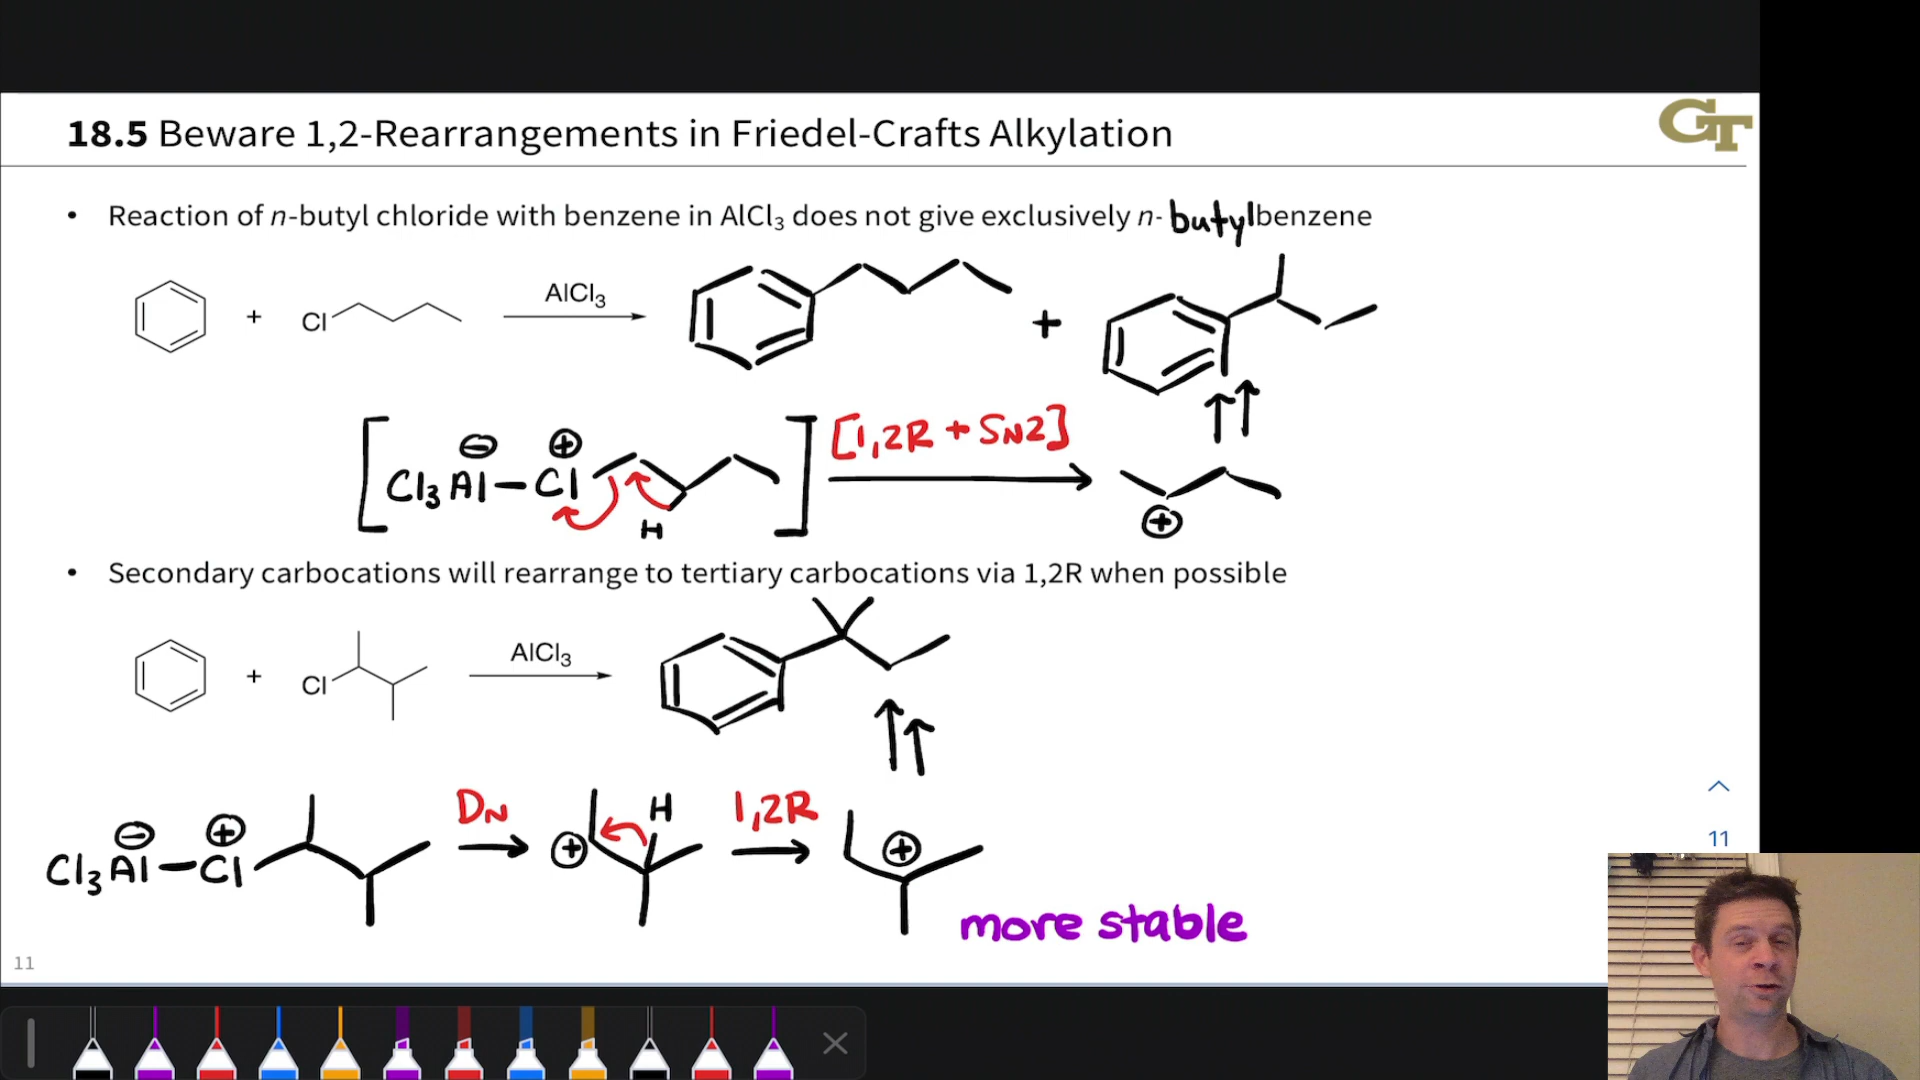 18.5 Beware 1,2-Rearrangements in Friedel-Crafts Alkylation
GT
• Reaction of n-butyl chloride with benzene in AlCl₃ does not give exclusively n-butylbenzene
+ Cl AlCl₃ +
[Cl₃Al–Cl H] ⊖ ⊕ [1,2R + SN2] ⊕
• Secondary carbocations will rearrange to tertiary carbocations via 1,2R when possible
+ Cl AlCl₃
⊖ ⊕ DN H 1,2R
Cl₃Al–Cl ⊕ ⊕
more stable
11
11